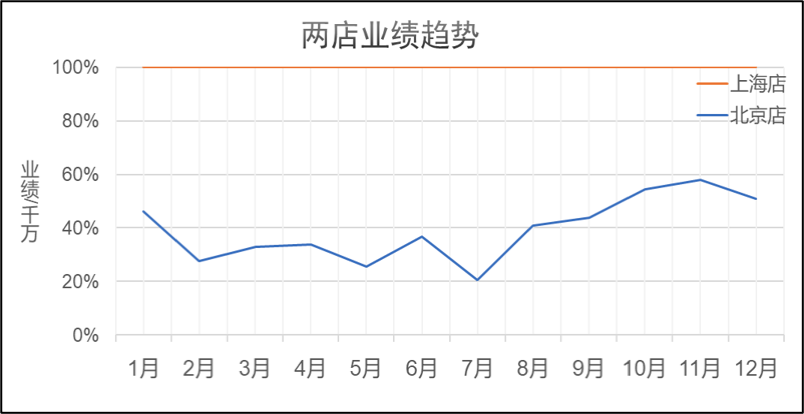 两店业绩趋势
100%
80%
60%
40%
20%
0%
业绩/千万
上海店
北京店
1月 2月 3月 4月 5月 6月 7月 8月 9月 10月 11月 12月